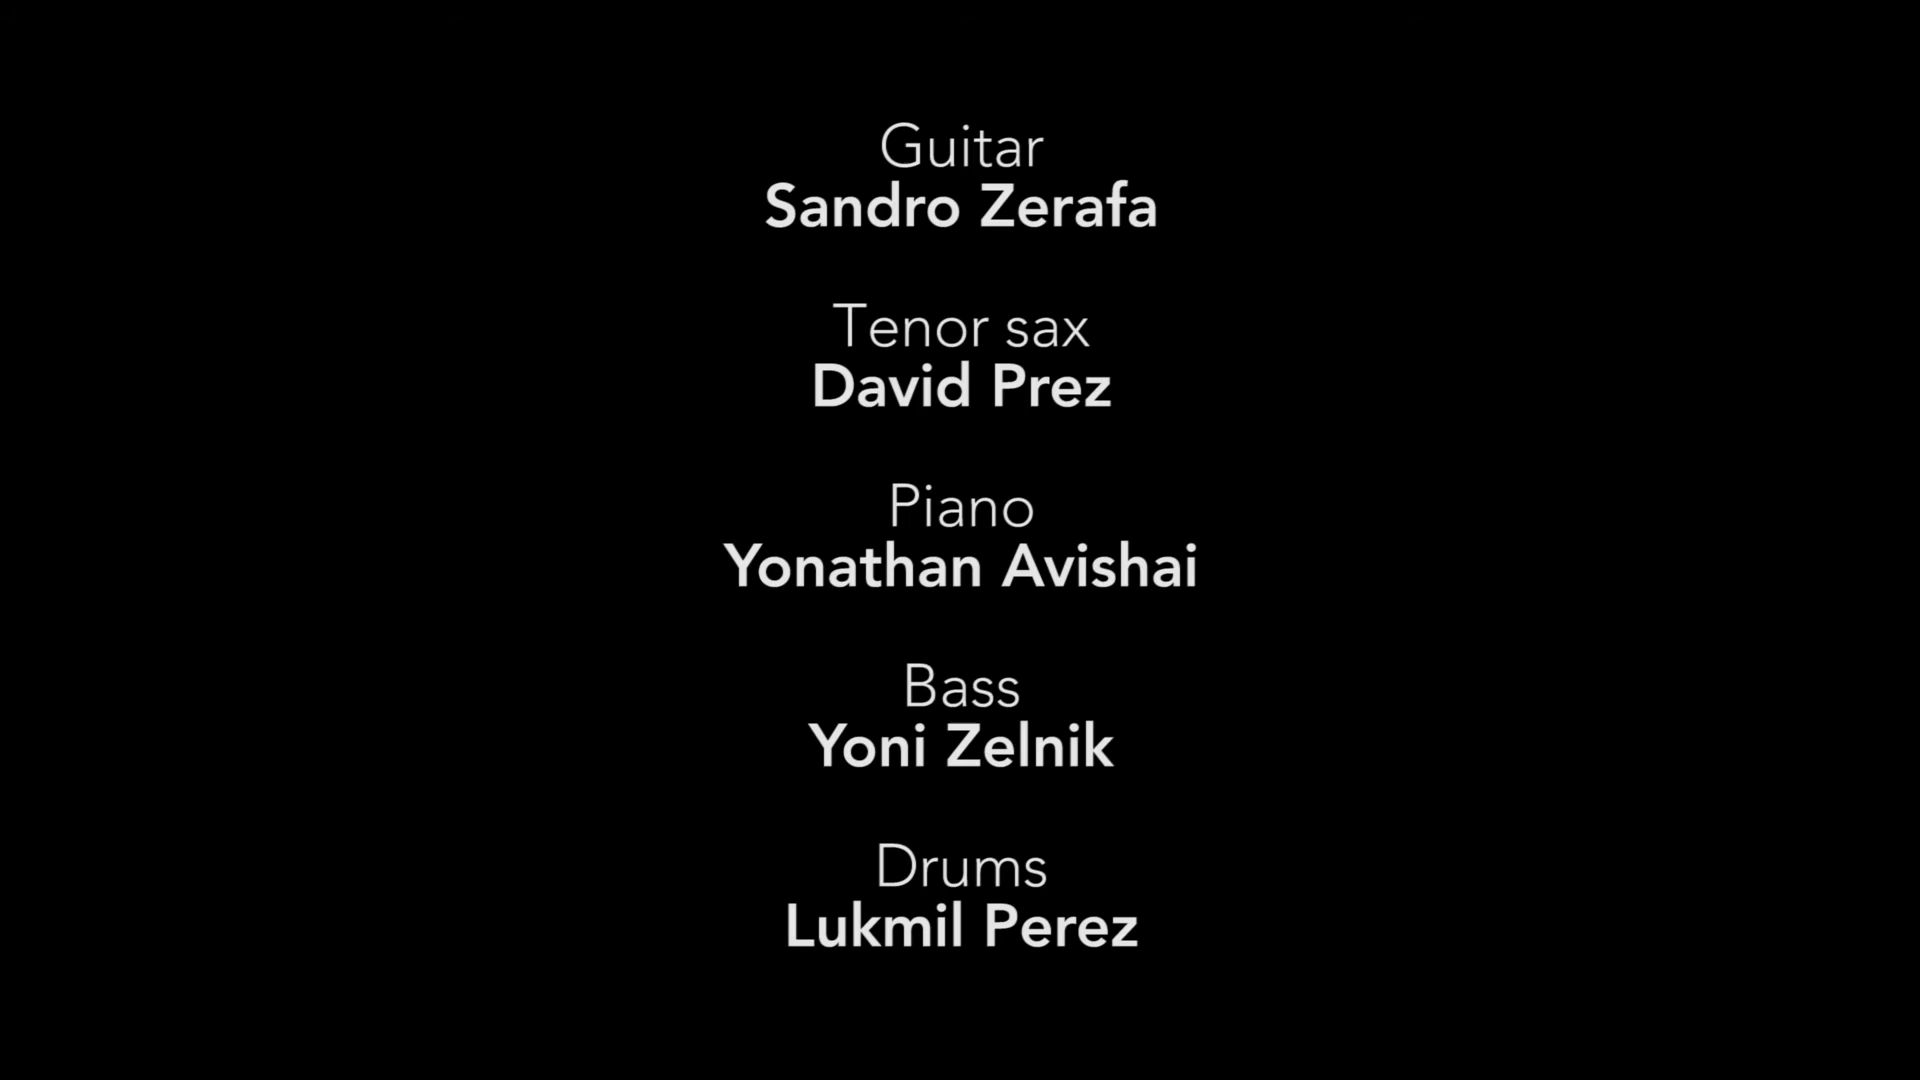 Guitar
Sandro Zerafa
Tenor sax
David Prez
Piano
Yonathan Avishai
Bass
Yoni Zelnik
Drums
Lukmil Perez